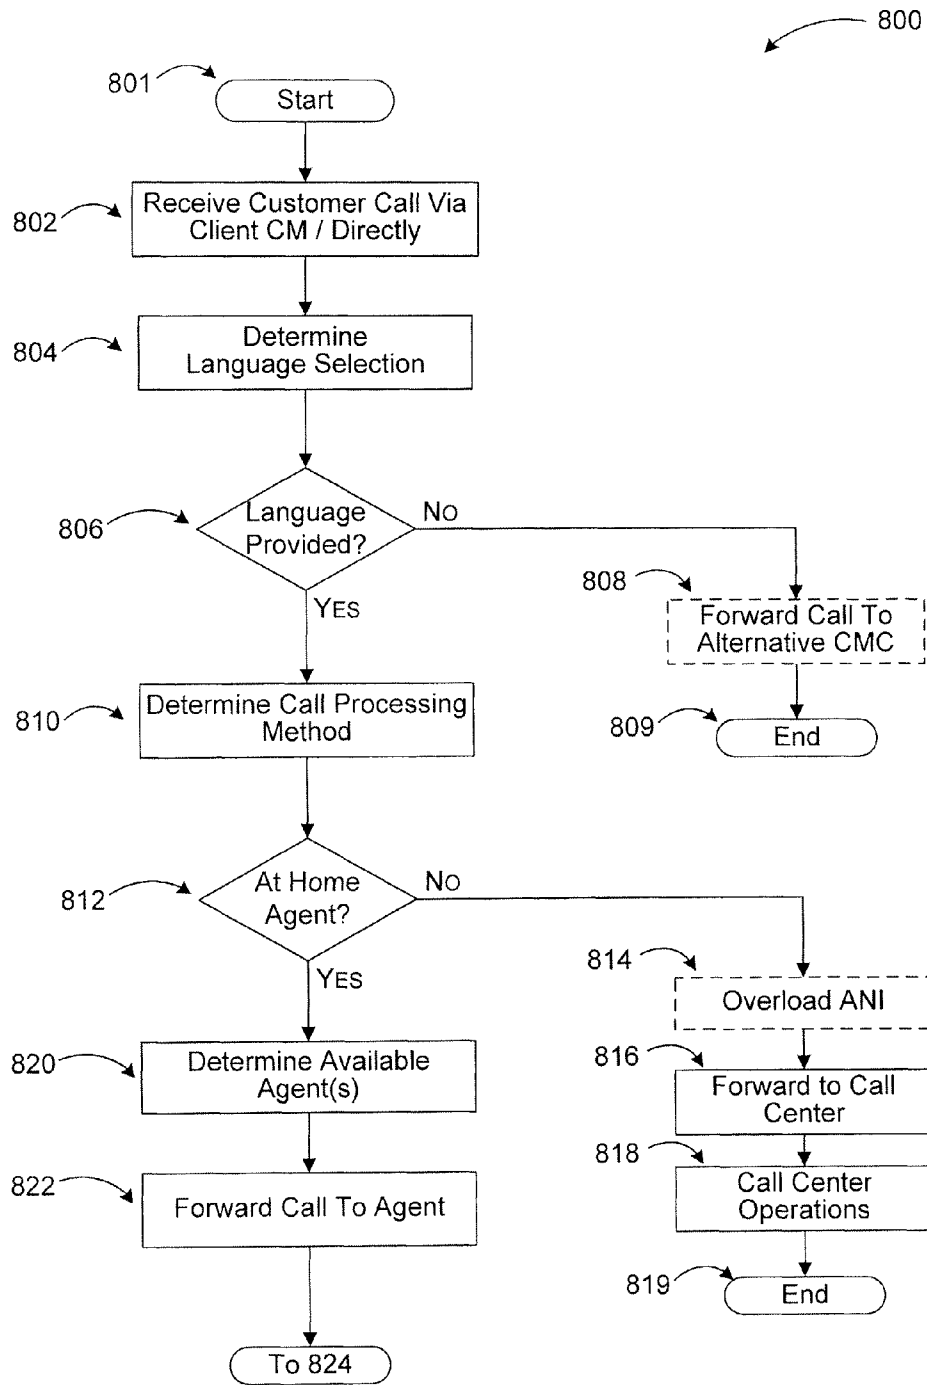 800
801
Start
802
Receive Customer Call Via
Client CM / Directly
804
Determine
Language Selection
806
Language
Provided?
NO
YES
808
Forward Call To
Alternative CMC
809
End
810
Determine Call Processing
Method
812
At Home
Agent?
NO
YES
814
Overload ANI
816
Forward to Call
Center
818
Call Center
Operations
819
End
820
Determine Available
Agent(s)
822
Forward Call To Agent
To 824